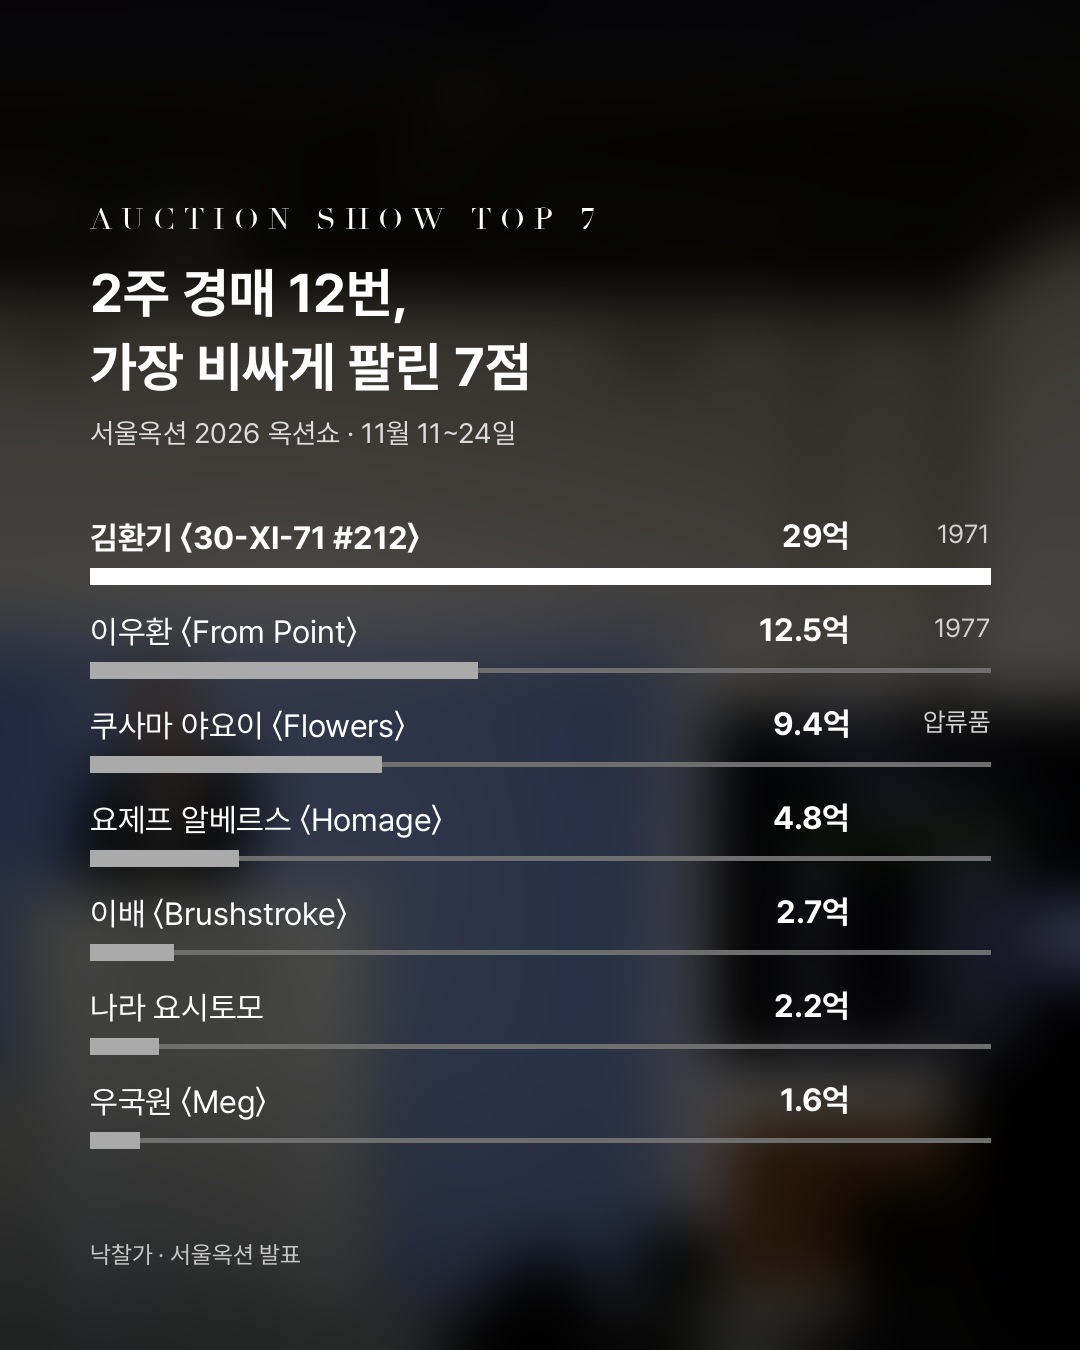 AUCTION SHOW TOP 7
2주 경매 12번,
가장 비싸게 팔린 7점
서울옥션 2026 옥션쇼 · 11월 11~24일
김환기 〈30-XI-71 #212〉 29억 1971
이우환 〈From Point〉 12.5억 1977
쿠사마 야요이 〈Flowers〉 9.4억 압류품
요제프 알베르스 〈Homage〉 4.8억
이배 〈Brushstroke〉 2.7억
나라 요시토모 2.2억
우국원 〈Meg〉 1.6억
낙찰가 · 서울옥션 발표